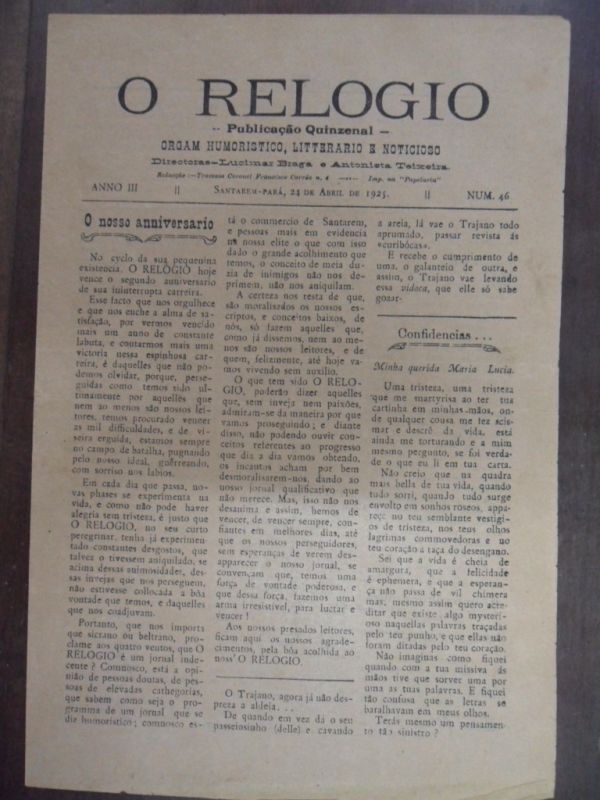 O RELOGIO
-- Publicação Quinzenal --
ORGAM HUMORISTICO, LITTERARIO E NOTICIOSO
Directoras—Lucimar Braga e Antonieta Teixeira.
Redacção :—Travessa Coronel Francisco Corrêa n. 4 —::— Imp. na "Papelaria"
ANNO III || SANTAREM-PARÁ, 24 DE ABRIL DE 1925. || NUM. 46
O nosso anniversario
No cyclo da sua pequenina
existencia, O RELOGIO hoje
vence o segundo anniversario
de sua ininterrupta carreira.
Esse facto que nos orgulhece
e que nos enche a alma de sa-
tisfação, por vermos vencido
mais um anno de constante
labuta, e contarmos mais uma
victoria nessa espinhosa car-
reira, é daquelles que não po-
demos olvidar, porque, perse-
guidas como temos sido ul-
timamente por aquelles que
nem ao menos são nossos lei-
tores, temos procurado vencer
as mil difficuldades, e de vi-
seira erguida, estamos sempre
no campo de batalha, pugnando
pelo nosso ideal, guerreando,
com sorriso nos labios.
Em cada dia que passa, no-
vas phases se experimenta na
vida, e como não pode haver
alegria sem tristeza, é justo que
O RELOGIO, no seu curto
peregrinar, tenha já experimen-
tado constantes desgostos, que
talvez o tivessem aniquilado, se
acima dessas animosidades, des-
sas invejas que nos perseguem,
não estivesse collocada a bôa
vontade que temos, e daquelles
que nos coadjuvam.
Portanto, que nos importa
que sicrano ou beltrano, pro-
clame aos quatro ventos, que O
RELOGIO é um jornal inde-
cente ? Comnosco, está a opi-
nião de pessoas doutas, de pes-
soas de elevadas cathegorias,
que sabem como seja o pro-
gramma de um jornal que se
diz humoristico; comnosco es-
tá o commercio de Santarem,
e pessoas mais em evidencia
na nossa elite o que com isso
dado o grande acolhimento que
temos, o conceito de meia du-
zia de inimigos não nos de-
primem, não nos aniquilam.
A certeza nos resta de que,
são moralisados os nossos es-
criptos, e conceitos baixos, de
nós, só fazem aquelles que,
como já dissemos, nem ao me-
nos são nossos leitores, e de
quem, felizmente, até hoje va-
mos vivendo sem auxilio.
O que tem sido O RELO-
GIO, poderão dizer aquelles
que, sem inveja nem paixões,
admiram-se da maneira por que
vamos proseguindo ; e diante
disso, não podendo ouvir con-
ceitos referentes ao progresso
que dia a dia vamos obtendo,
os incautos acham por bem
desmoralisarem-nos, dando ao
nosso jornal qualificativo que
não merece. Mas, isso não nos
desanima e assim, hemos de
vencer, de vencer sempre, con-
fiantes em melhores dias, até
que os nossos perseguidores,
sem esperanças de verem des-
apparecer o nosso jornal, se
convençam que, temos uma
força de vontade poderosa, e
que dessa força, fazemos uma
arma irresistivel, para luctar e
vencer !
Aos nossos presados leitores,
ficam aqui os nossos agrade-
cimentos, pela bôa acolhida ao
noss' O RELOGIO.
O Trajano, agora já não des-
preza a aldeia. . .
De quando em vez dá o seu
passeiosinho (delle) e cavando
a areia, lá vae o Trajano todo
aprumado, passar revista ás
«curibócas».
E recebe o cumprimento de
uma, o galanteio de outra, e
assim, o Trajano vae levando
essa vidoca, que elle só sabe
gozar-
Confidencias . . .
Minha querida Maria Lucia.
Uma tristeza, uma tristeza
que me martyrisa ao ter tua
cartinha em minhas mãos, on-
de qualquer cousa me fez scis-
mar e descrê da vida, está
ainda me torturando e a mim
mesmo pergunto, se foi verda-
de o que eu li em tua carta.
Não creio que na quadra
mais bella de tua vida, quando
tudo sorri, quando tudo surge
envolto em sonhos roseos, appa-
reça no teu semblante vestigi-
os de tristeza, nos teus olhos
lagrimas commovedoras e no
teu coração a taça do desengano.
Sei que a vida é cheia de
amargura, que a felicidade
é ephemera, e que a esperan-
ça não passa de vil chimera
mas, mesmo assim quero acre-
ditar que existe algo mysteri-
oso naquellas palavras traçadas
pelo teu punho, e que ellas não
foram ditadas pelo teu coração.
Não imaginas como fiquei
quando com a tua missiva ás
mãos tive que sorver uma por
uma as tuas palavras. E fiquei
tão confusa que as letras se
baralhavam em meus olhos.
Terás mesmo um pensamen-
to tão sinistro ?